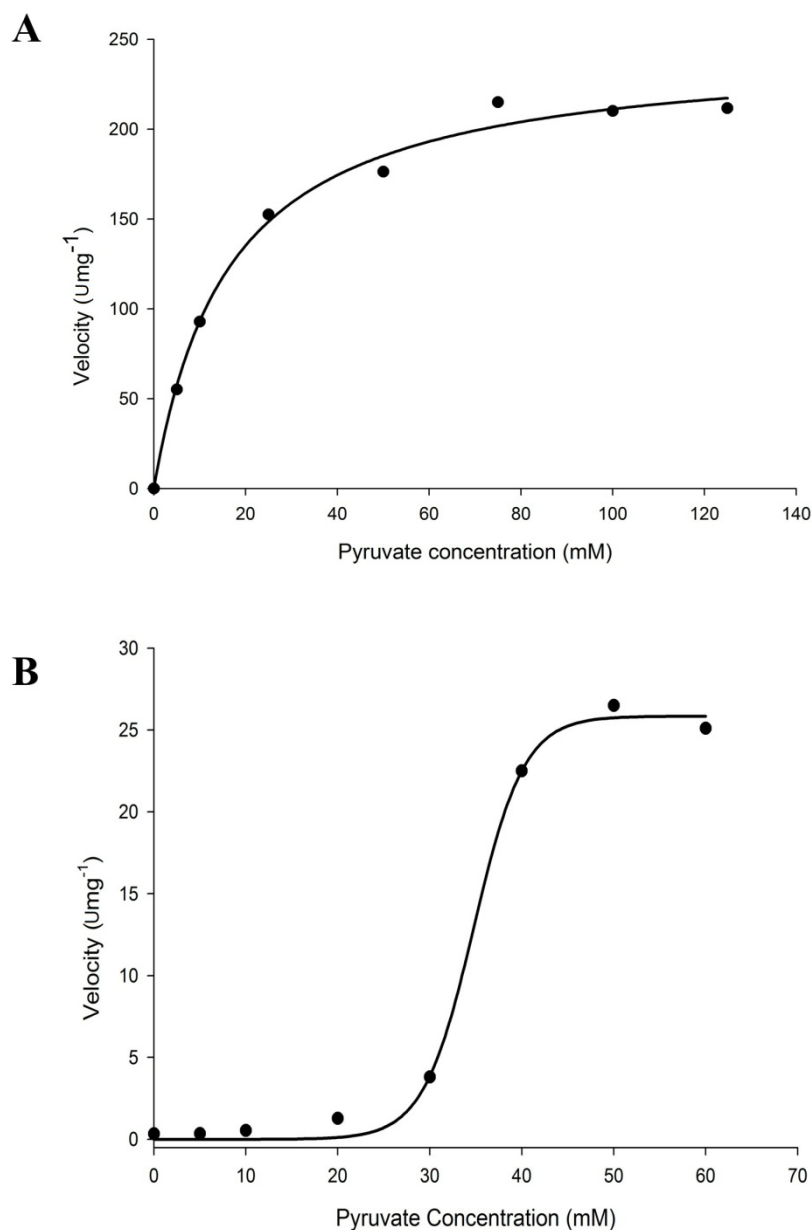 A
250
200
150
100
50
0
Velocity (Umg⁻¹)
0 20 40 60 80 100 120 140
Pyruvate concentration (mM)
B
30
25
20
15
10
5
0
Velocity (Umg⁻¹)
0 10 20 30 40 50 60 70
Pyruvate Concentration (mM)